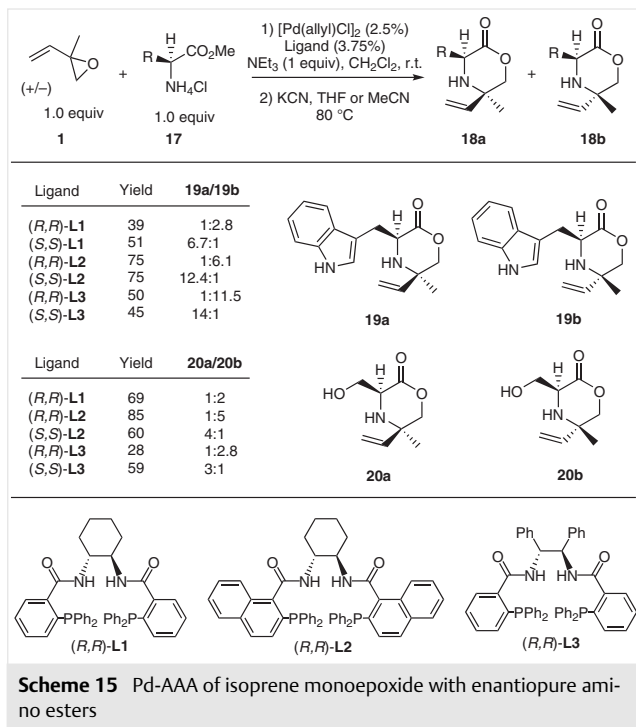 1) [Pd(allyl)Cl]₂ (2.5%)
Ligand (3.75%)
NEt₃ (1 equiv), CH₂Cl₂, r.t.
2) KCN, THF or MeCN
80 °C
O
(+/–)
1.0 equiv
1
+
R
H
CO₂Me
NH₄Cl
1.0 equiv
17
R
H
O
O
HN
18a
+
R
H
O
O
HN
18b
Ligand Yield 19a/19b
(R,R)-L1 39 1:2.8
(S,S)-L1 51 6.7:1
(R,R)-L2 75 1:6.1
(S,S)-L2 75 12.4:1
(R,R)-L3 50 1:11.5
(S,S)-L3 45 14:1
H
O
O
HN
HN
19a
H
O
O
HN
HN
19b
Ligand Yield 20a/20b
(R,R)-L1 69 1:2
(R,R)-L2 85 1:5
(S,S)-L2 60 4:1
(R,R)-L3 28 1:2.8
(S,S)-L3 59 3:1
HO
H
O
O
HN
20a
HO
H
O
O
HN
20b
O
NH HN
O
PPh₂ Ph₂P
(R,R)-L1
O
NH HN
O
PPh₂ Ph₂P
(R,R)-L2
Ph Ph
O
NH HN
O
PPh₂ Ph₂P
(R,R)-L3
Scheme 15 Pd-AAA of isoprene monoepoxide with enantiopure ami-
no esters